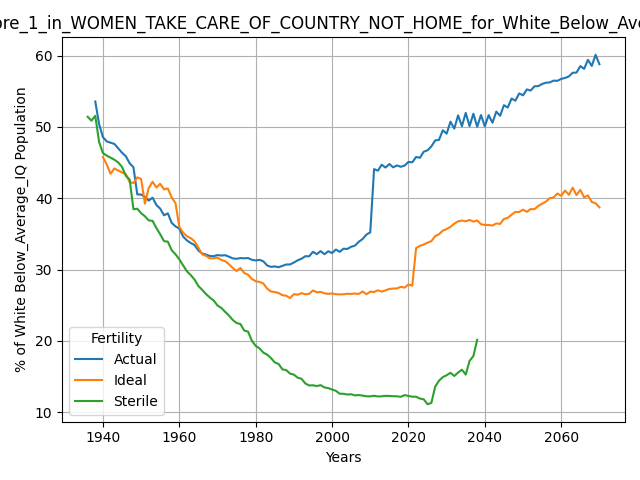 ore_1_in_WOMEN_TAKE_CARE_OF_COUNTRY_NOT_HOME_for_White_Below_Ave
60
50
40
30
20
10
% of White Below_Average_IQ Population
Fertility
Actual
Ideal
Sterile
1940 1960 1980 2000 2020 2040 2060
Years